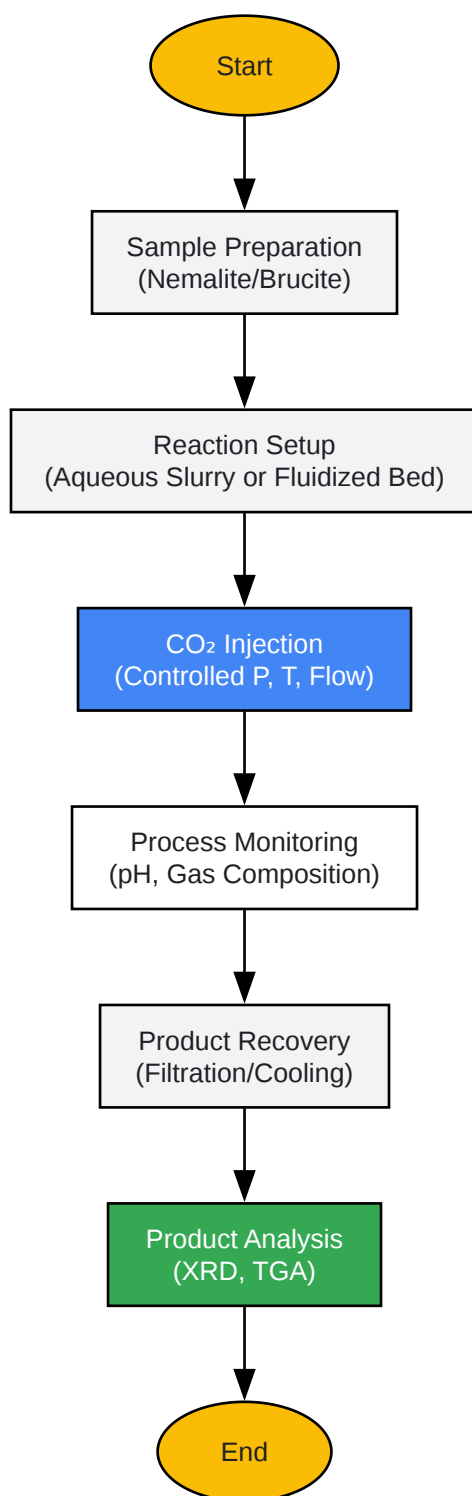 Start
Sample Preparation
(Nemalite/Brucite)
Reaction Setup
(Aqueous Slurry or Fluidized Bed)
CO₂ Injection
(Controlled P, T, Flow)
Process Monitoring
(pH, Gas Composition)
Product Recovery
(Filtration/Cooling)
Product Analysis
(XRD, TGA)
End